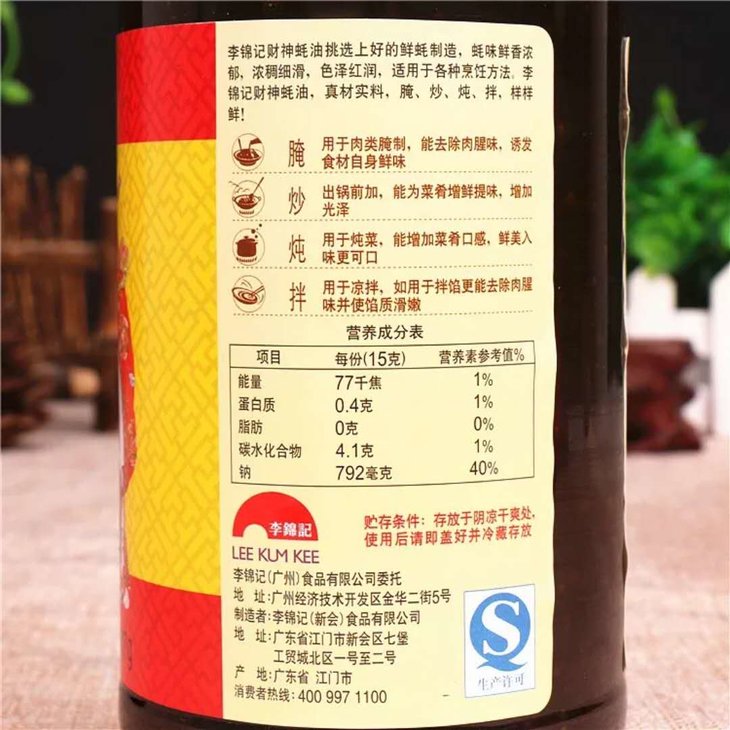 李锦记财神蚝油挑选上好的鲜蚝制造，蚝味鲜香浓
郁，浓稠细滑，色泽红润，适用于各种烹饪方法。李
锦记财神蚝油，真材实料，腌、炒、炖、拌，样样
鲜！
腌 用于肉类腌制，能去除肉腥味，诱发
食材自身鲜味
炒 出锅前加，能为菜肴增鲜提味，增加
光泽
炖 用于炖菜，能增加菜肴口感，鲜美入
味更可口
拌 用于凉拌，如用于拌馅更能去除肉腥
味并使馅质滑嫩
营养成分表
项目 每份(15克) 营养素参考值%
能量 77千焦 1%
蛋白质 0.4克 1%
脂肪 0克 0%
碳水化合物 4.1克 1%
钠 792毫克 40%
李錦記
LEE KUM KEE
贮存条件：存放于阴凉干爽处，
使用后请即盖好并冷藏存放
李锦记(广州)食品有限公司委托
地 址:广州经济技术开发区金华二街5号
制造者:李锦记(新会)食品有限公司
地 址:广东省江门市新会区七堡
工贸城北区一号至二号
产 地:广东省 江门市
消费者热线:400 997 1100
生产许可